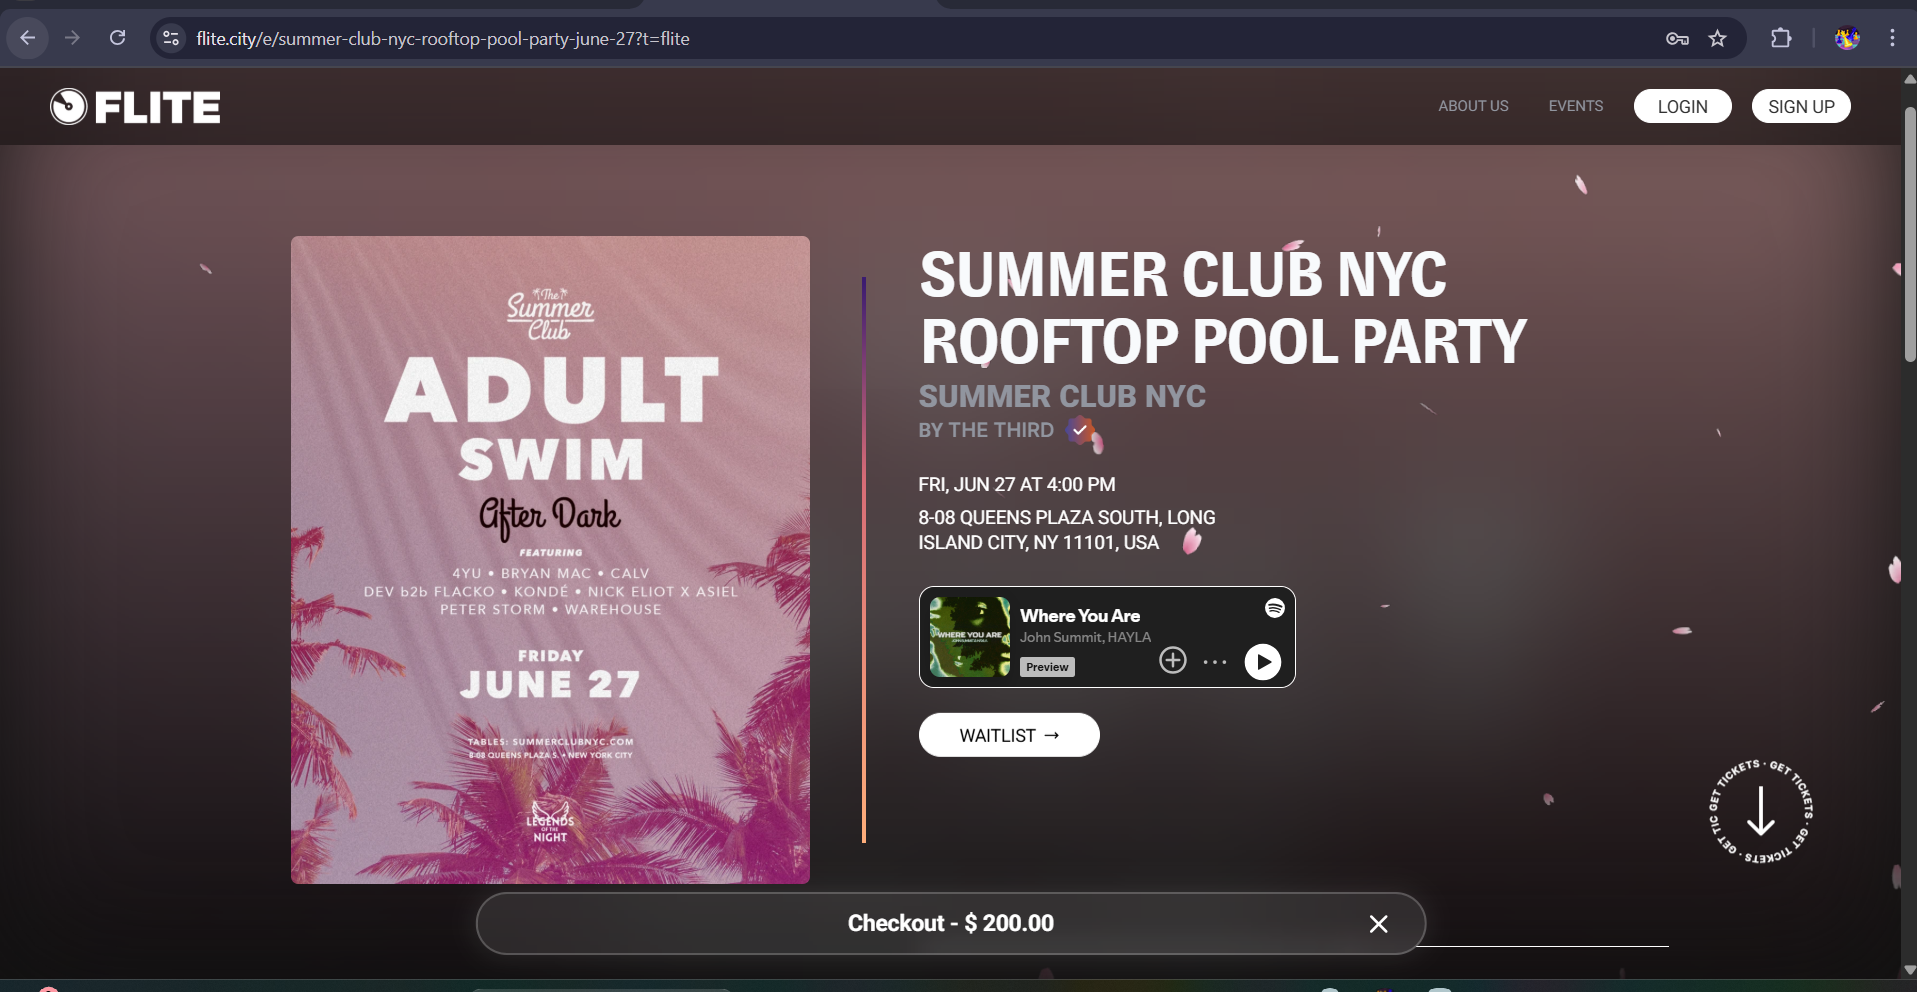 flite.city/e/summer-club-nyc-rooftop-pool-party-june-27?t=flite
FLITE
ABOUT US
EVENTS
LOGIN
SIGN UP
The
Summer
Club
ADULT
SWIM
After Dark
FEATURING
4YU • BRYAN MAC • CALV
DEV b2b FLACKO • KONDÉ • NICK ELIOT X ASIEL
PETER STORM • WAREHOUSE
FRIDAY
JUNE 27
TABLES: SUMMERCLUBNYC.COM
8-08 QUEENS PLAZA S. • NEW YORK CITY
LEGENDS
OF THE
NIGHT
SUMMER CLUB NYC
ROOFTOP POOL PARTY
SUMMER CLUB NYC
BY THE THIRD
FRI, JUN 27 AT 4:00 PM
8-08 QUEENS PLAZA SOUTH, LONG
ISLAND CITY, NY 11101, USA
WHERE YOU ARE
Where You Are
John Summit, HAYLA
Preview
WAITLIST →
GET TICKETS · GET TICKETS · GET TICKETS · GET TIC
Checkout - $ 200.00